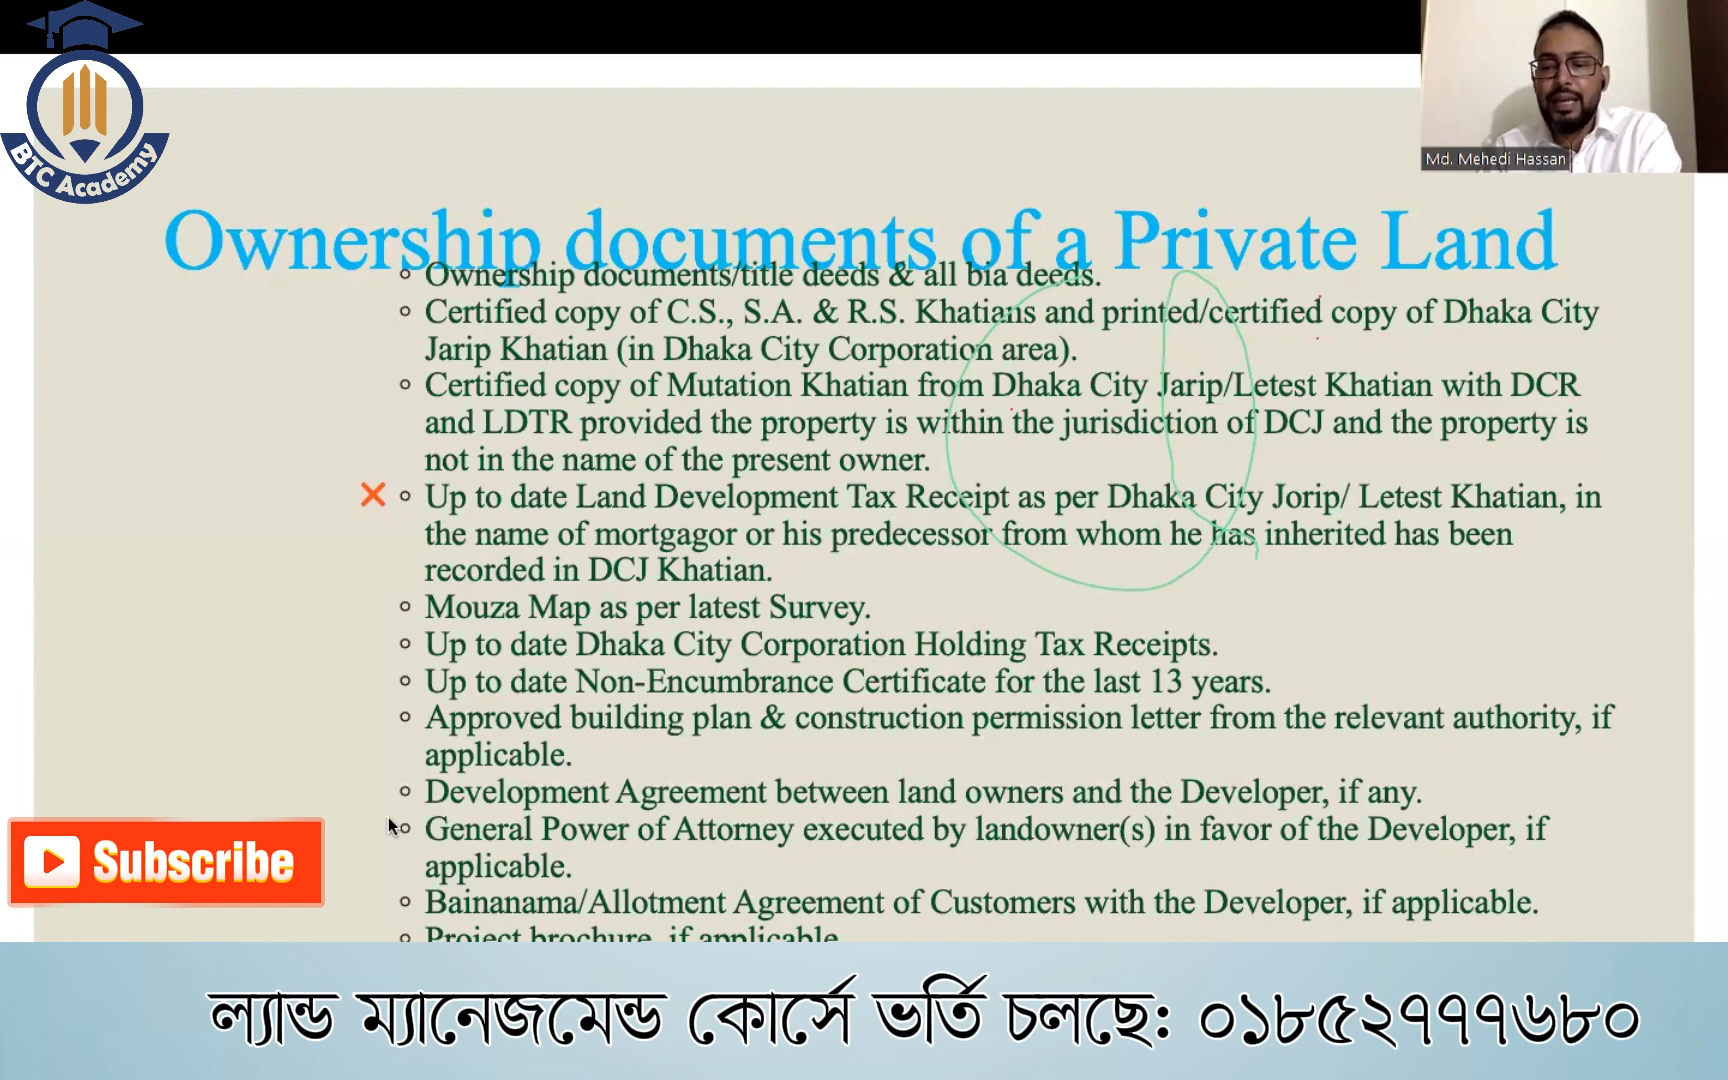 BTC Academy
Md. Mehedi Hassan
Ownership documents of a Private Land
Ownership documents/title deeds & all bia deeds.
Certified copy of C.S., S.A. & R.S. Khatians and printed/certified copy of Dhaka City
Jarip Khatian (in Dhaka City Corporation area).
Certified copy of Mutation Khatian from Dhaka City Jarip/Letest Khatian with DCR
and LDTR provided the property is within the jurisdiction of DCJ and the property is
not in the name of the present owner.
Up to date Land Development Tax Receipt as per Dhaka City Jorip/ Letest Khatian, in
the name of mortgagor or his predecessor from whom he has inherited has been
recorded in DCJ Khatian.
Mouza Map as per latest Survey.
Up to date Dhaka City Corporation Holding Tax Receipts.
Up to date Non-Encumbrance Certificate for the last 13 years.
Approved building plan & construction permission letter from the relevant authority, if
applicable.
Development Agreement between land owners and the Developer, if any.
General Power of Attorney executed by landowner(s) in favor of the Developer, if
applicable.
Bainanama/Allotment Agreement of Customers with the Developer, if applicable.
Project brochure, if applicable
Subscribe
ল্যান্ড ম্যানেজমেন্ড কোর্সে ভর্তি চলছে: ০১৮৫২৭৭৭৬৮০